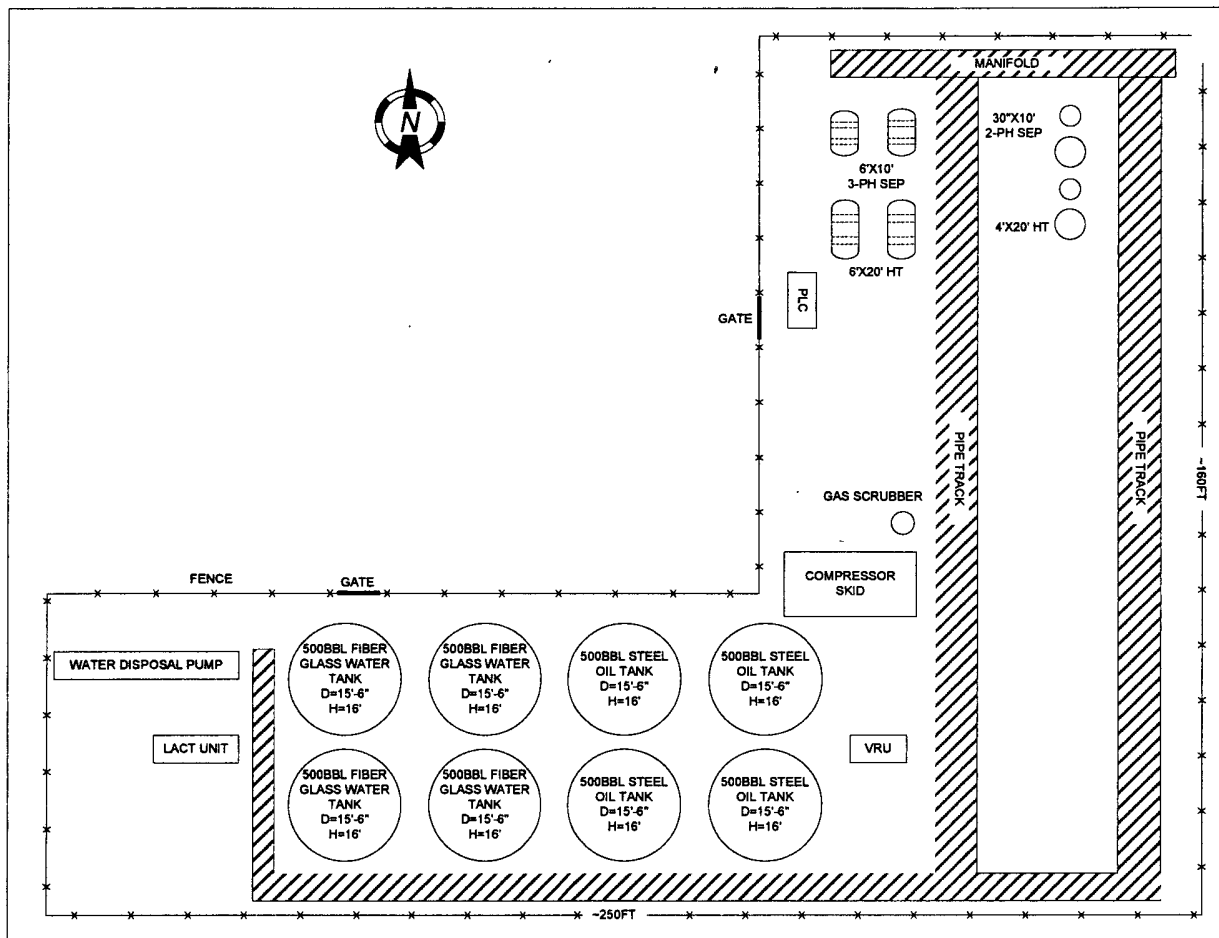 MANIFOLD
N
30"X10'
2-PH SEP
6'X10'
3-PH SEP
4'X20' HT
6'X20' HT
PLC
GATE
PIPE TRACK
PIPE TRACK
~160FT
GAS SCRUBBER
COMPRESSOR
SKID
FENCE
GATE
WATER DISPOSAL PUMP
500BBL FIBER
GLASS WATER
TANK
D=15'-6"
H=16'
500BBL FIBER
GLASS WATER
TANK
D=15'-6"
H=16'
500BBL STEEL
OIL TANK
D=15'-6"
H=16'
500BBL STEEL
OIL TANK
D=15'-6"
H=16'
LACT UNIT
VRU
500BBL FIBER
GLASS WATER
TANK
D=15'-6"
H=16'
500BBL FIBER
GLASS WATER
TANK
D=15'-6"
H=16'
500BBL STEEL
OIL TANK
D=15'-6"
H=16'
500BBL STEEL
OIL TANK
D=15'-6"
H=16'
~250FT